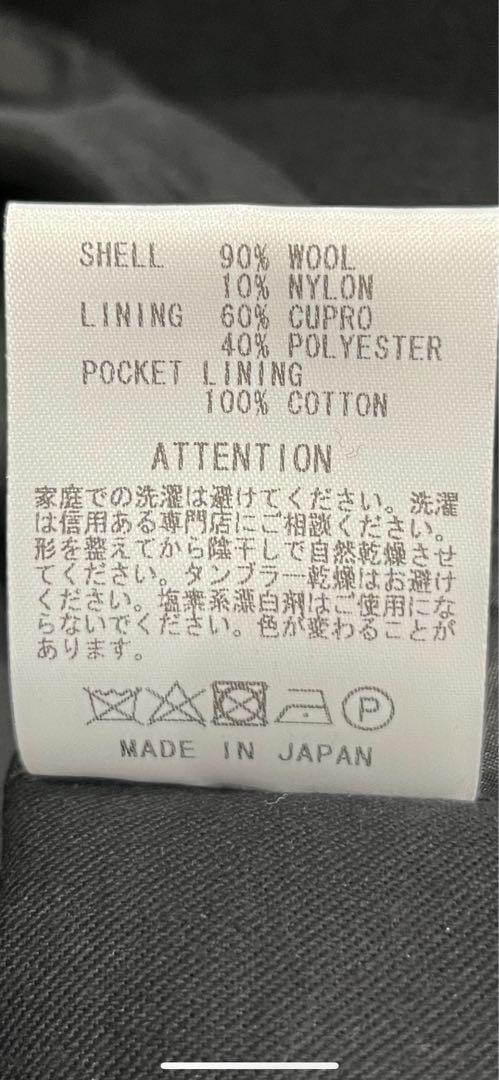 SHELL 90% WOOL
10% NYLON
LINING 60% CUPRO
40% POLYESTER
POCKET LINING
100% COTTON
ATTENTION
家庭での洗濯は避けてください。洗濯
は信用ある専門店にご相談ください。
形を整えてから陰干しで自然乾燥させ
てください。タンブラー乾燥はお避け
ください。塩素系漂白剤はご使用にな
らないでください。色が変わることが
あります。
P
MADE IN JAPAN